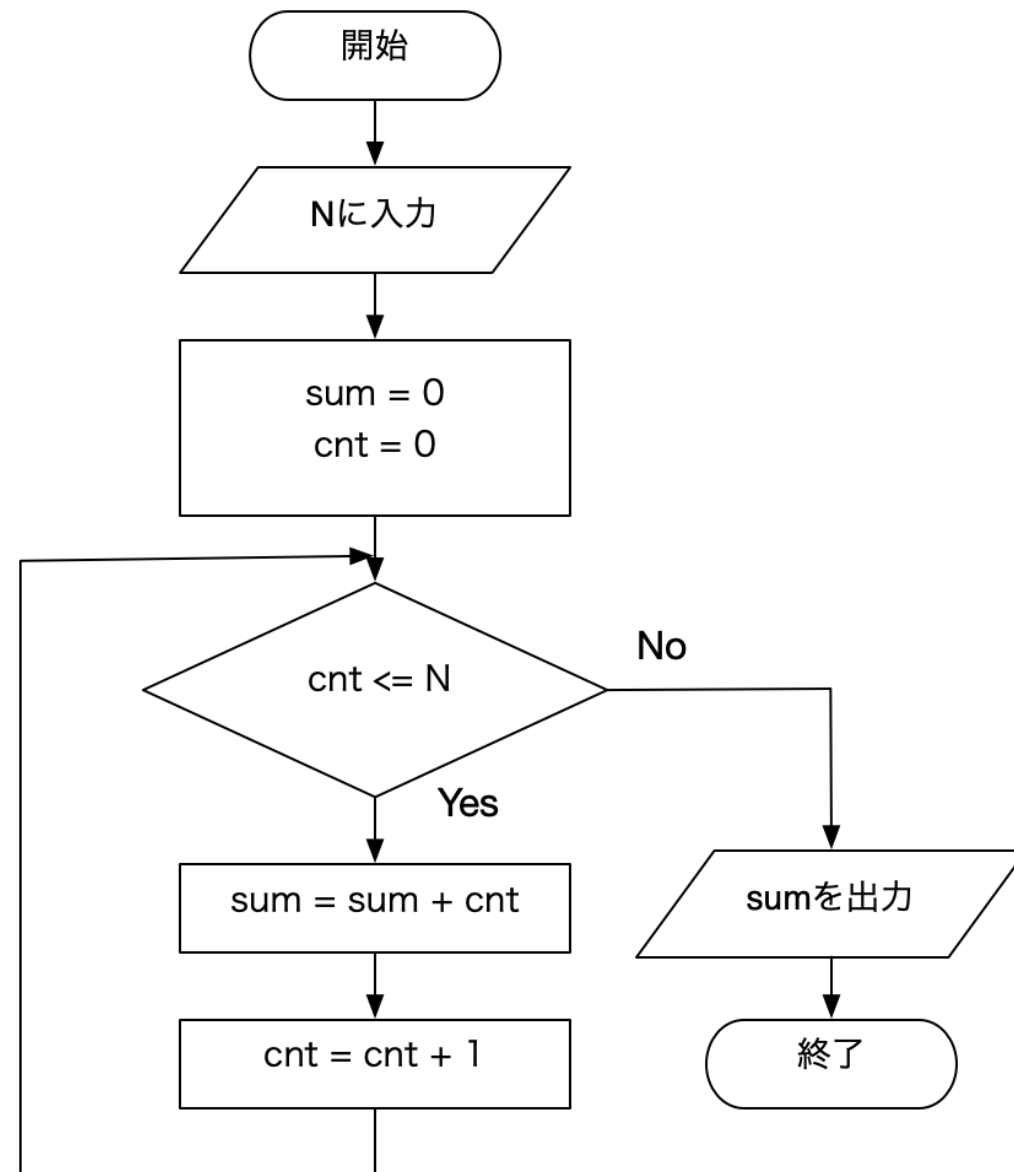 開始
Nに入力
sum = 0
cnt = 0
cnt <= N
No
Yes
sum = sum + cnt
sumを出力
cnt = cnt + 1
終了